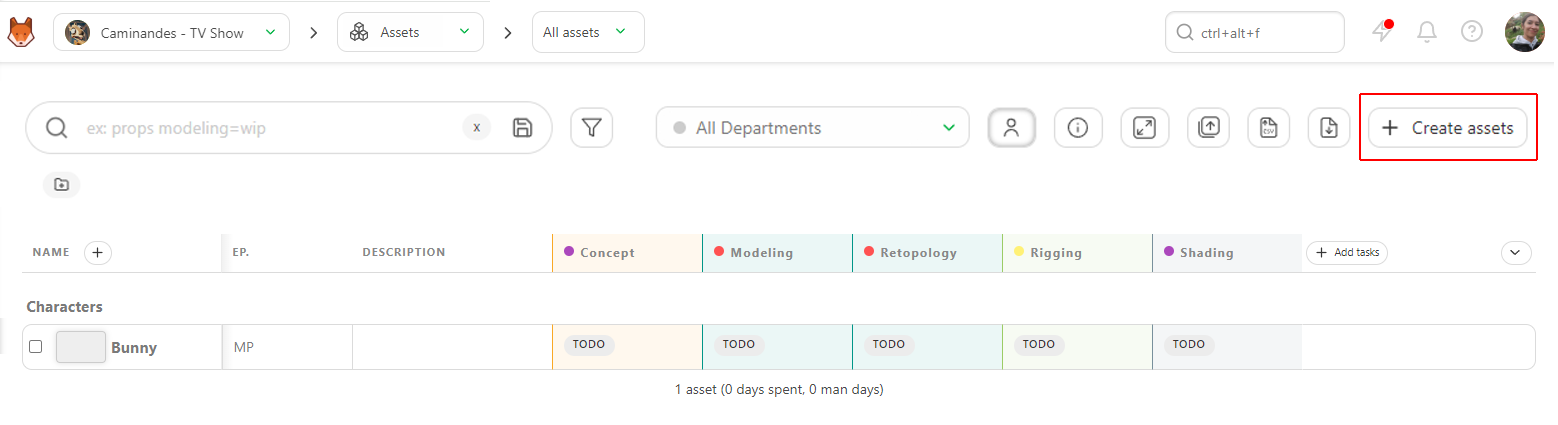 Caminandes - TV Show Assets All assets ctrl+alt+f
ex: props modeling=wip x All Departments CSV + Create assets
NAME + EP. DESCRIPTION Concept Modeling Retopology Rigging Shading + Add tasks
Characters
Bunny MP TODO TODO TODO TODO TODO
1 asset (0 days spent, 0 man days)